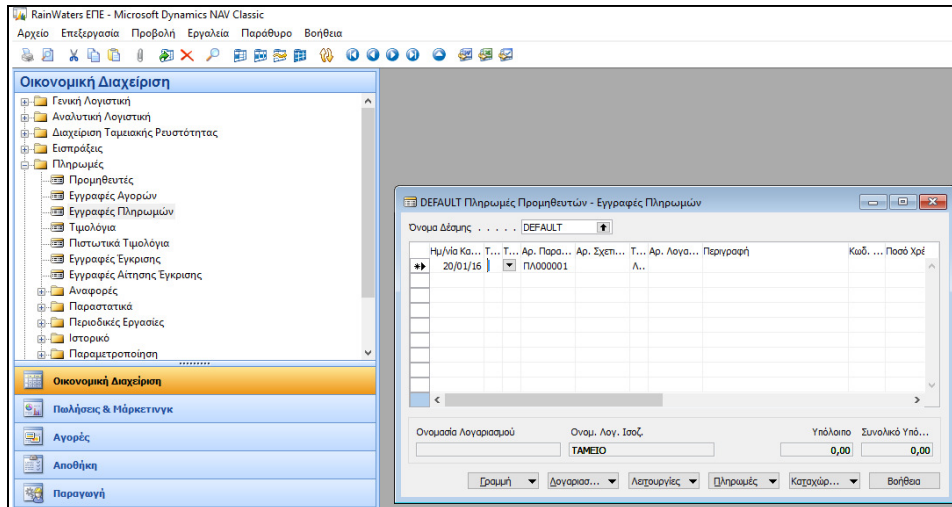 RainWaters ΕΠΕ - Microsoft Dynamics NAV Classic
Αρχείο Επεξεργασία Προβολή Εργαλεία Παράθυρο Βοήθεια
Οικονομική Διαχείριση
Γενική Λογιστική
Αναλυτική Λογιστική
Διαχείριση Ταμειακής Ρευστότητας
Εισπράξεις
Πληρωμές
Προμηθευτές
Εγγραφές Αγορών
Εγγραφές Πληρωμών
Τιμολόγια
Πιστωτικά Τιμολόγια
Εγγραφές Έγκρισης
Εγγραφές Αίτησης Έγκρισης
Αναφορές
Παραστατικά
Περιοδικές Εργασίες
Ιστορικό
Παραμετροποίηση
Οικονομική Διαχείριση
Πωλήσεις & Μάρκετινγκ
Αγορές
Αποθήκη
Παραγωγή
DEFAULT Πληρωμές Προμηθευτών - Εγγραφές Πληρωμών
Όνομα Δέσμης . . . . . DEFAULT
Ημ/νία Κα... Τ... Τ... Αρ. Παρα... Αρ. Σχετι... Τ... Αρ. Λογα... Περιγραφή Κωδ. ... Ποσό Χρέ
20/01/16 ΠΛ000001 Λ..
Ονομασία Λογαριασμού Ονομ. Λογ. Ισοζ. Υπόλοιπο Συνολικό Υπό...
ΤΑΜΕΙΟ 0,00 0,00
Γραμμή Λογαριασ... Λειτουργίες Πληρωμές Καταχώρ... Βοήθεια